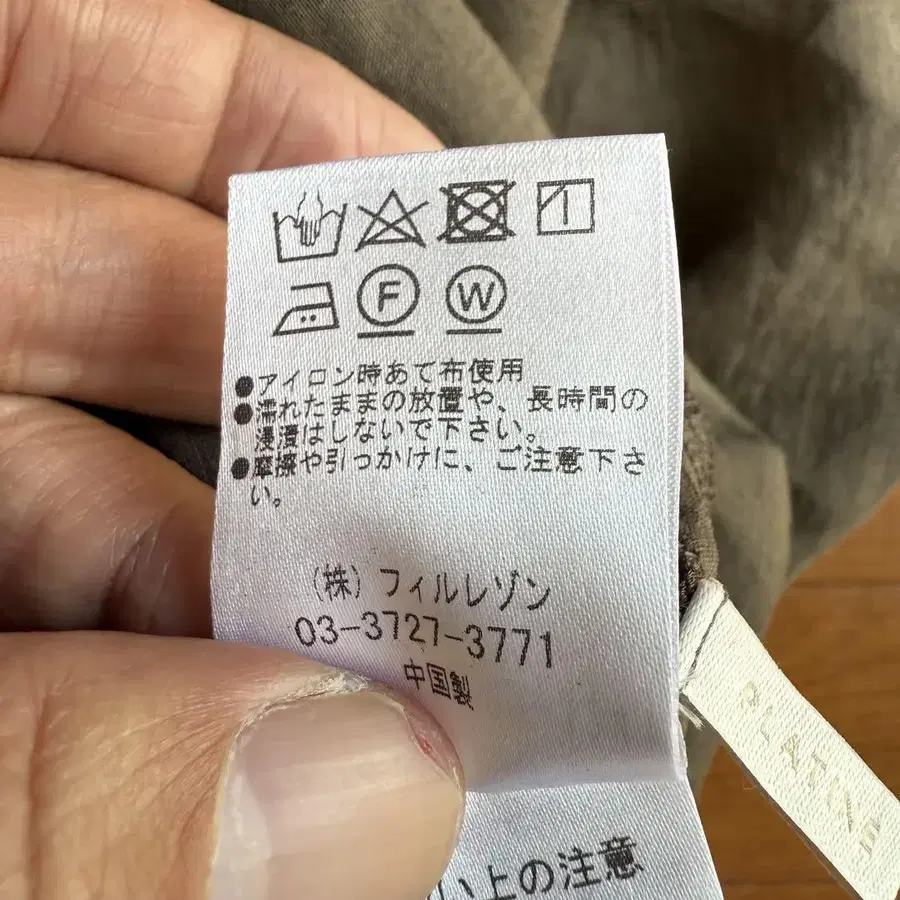 F W
●アイロン時あて布使用
●濡れたままの放置や、長時間の
浸漬はしないで下さい。
●摩擦や引っかけに、ご注意下さ
い。
(株)フィルレゾン
03-3727-3771
中国製
い上の注意